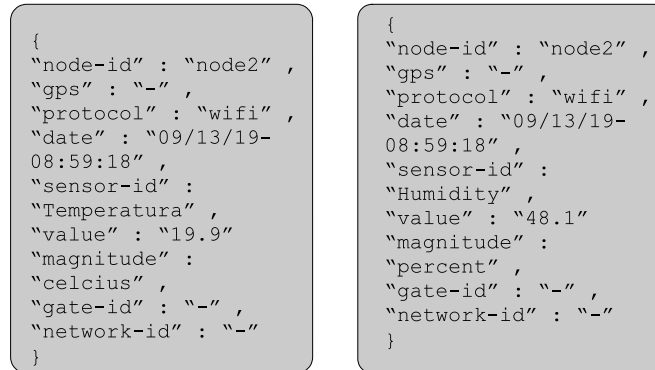 {
“node-id” : “node2” ,
“gps” : “-” ,
“protocol” : “wifi” ,
“date” : “09/13/19-
08:59:18” ,
“sensor-id” :
“Temperatura” ,
“value” : “19.9”
“magnitude” :
“celcius” ,
“gate-id” : “-” ,
“network-id” : “-”
}
{
“node-id” : “node2” ,
“gps” : “-” ,
“protocol” : “wifi” ,
“date” : “09/13/19-
08:59:18” ,
“sensor-id” :
“Humidity” ,
“value” : “48.1”
“magnitude” :
“percent” ,
“gate-id” : “-” ,
“network-id” : “-”
}